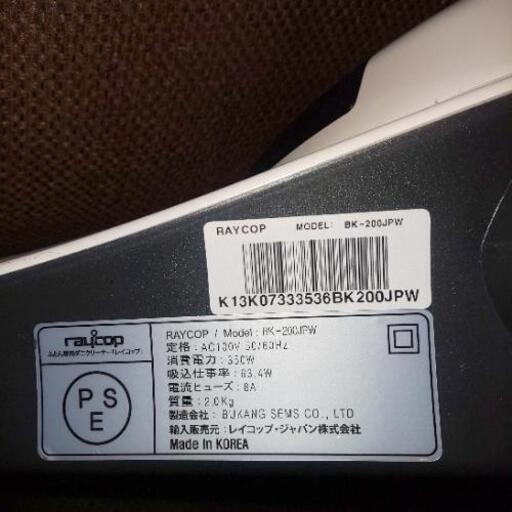 RAYCOP MODEL: BK-200JPW
K13K07333536BK200JPW
raycop
ふとん専用ダニクリーナー「レイコップ」
PSE
RAYCOP / Model: BK-200JPW
定格: AC100V 50/60Hz
消費電力: 350W
吸込仕事率: 63.4W
電流ヒューズ: 8A
質量: 2.0Kg
製造会社: BUKANG SEMS CO., LTD
輸入販売元: レイコップ・ジャパン株式会社
Made In KOREA